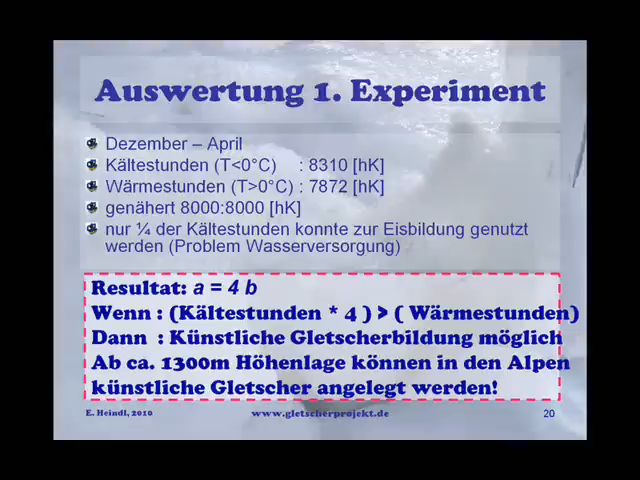 Auswertung 1. Experiment
Dezember – April
Kältestunden (T<0°C) : 8310 [hK]
Wärmestunden (T>0°C) : 7872 [hK]
genähert 8000:8000 [hK]
nur ¼ der Kältestunden konnte zur Eisbildung genutzt
werden (Problem Wasserversorgung)
Resultat: a = 4 b
Wenn : (Kältestunden * 4 ) > ( Wärmestunden)
Dann : Künstliche Gletscherbildung möglich
Ab ca. 1300m Höhenlage können in den Alpen
künstliche Gletscher angelegt werden!
E. Heindl, 2010 www.gletscherprojekt.de 20